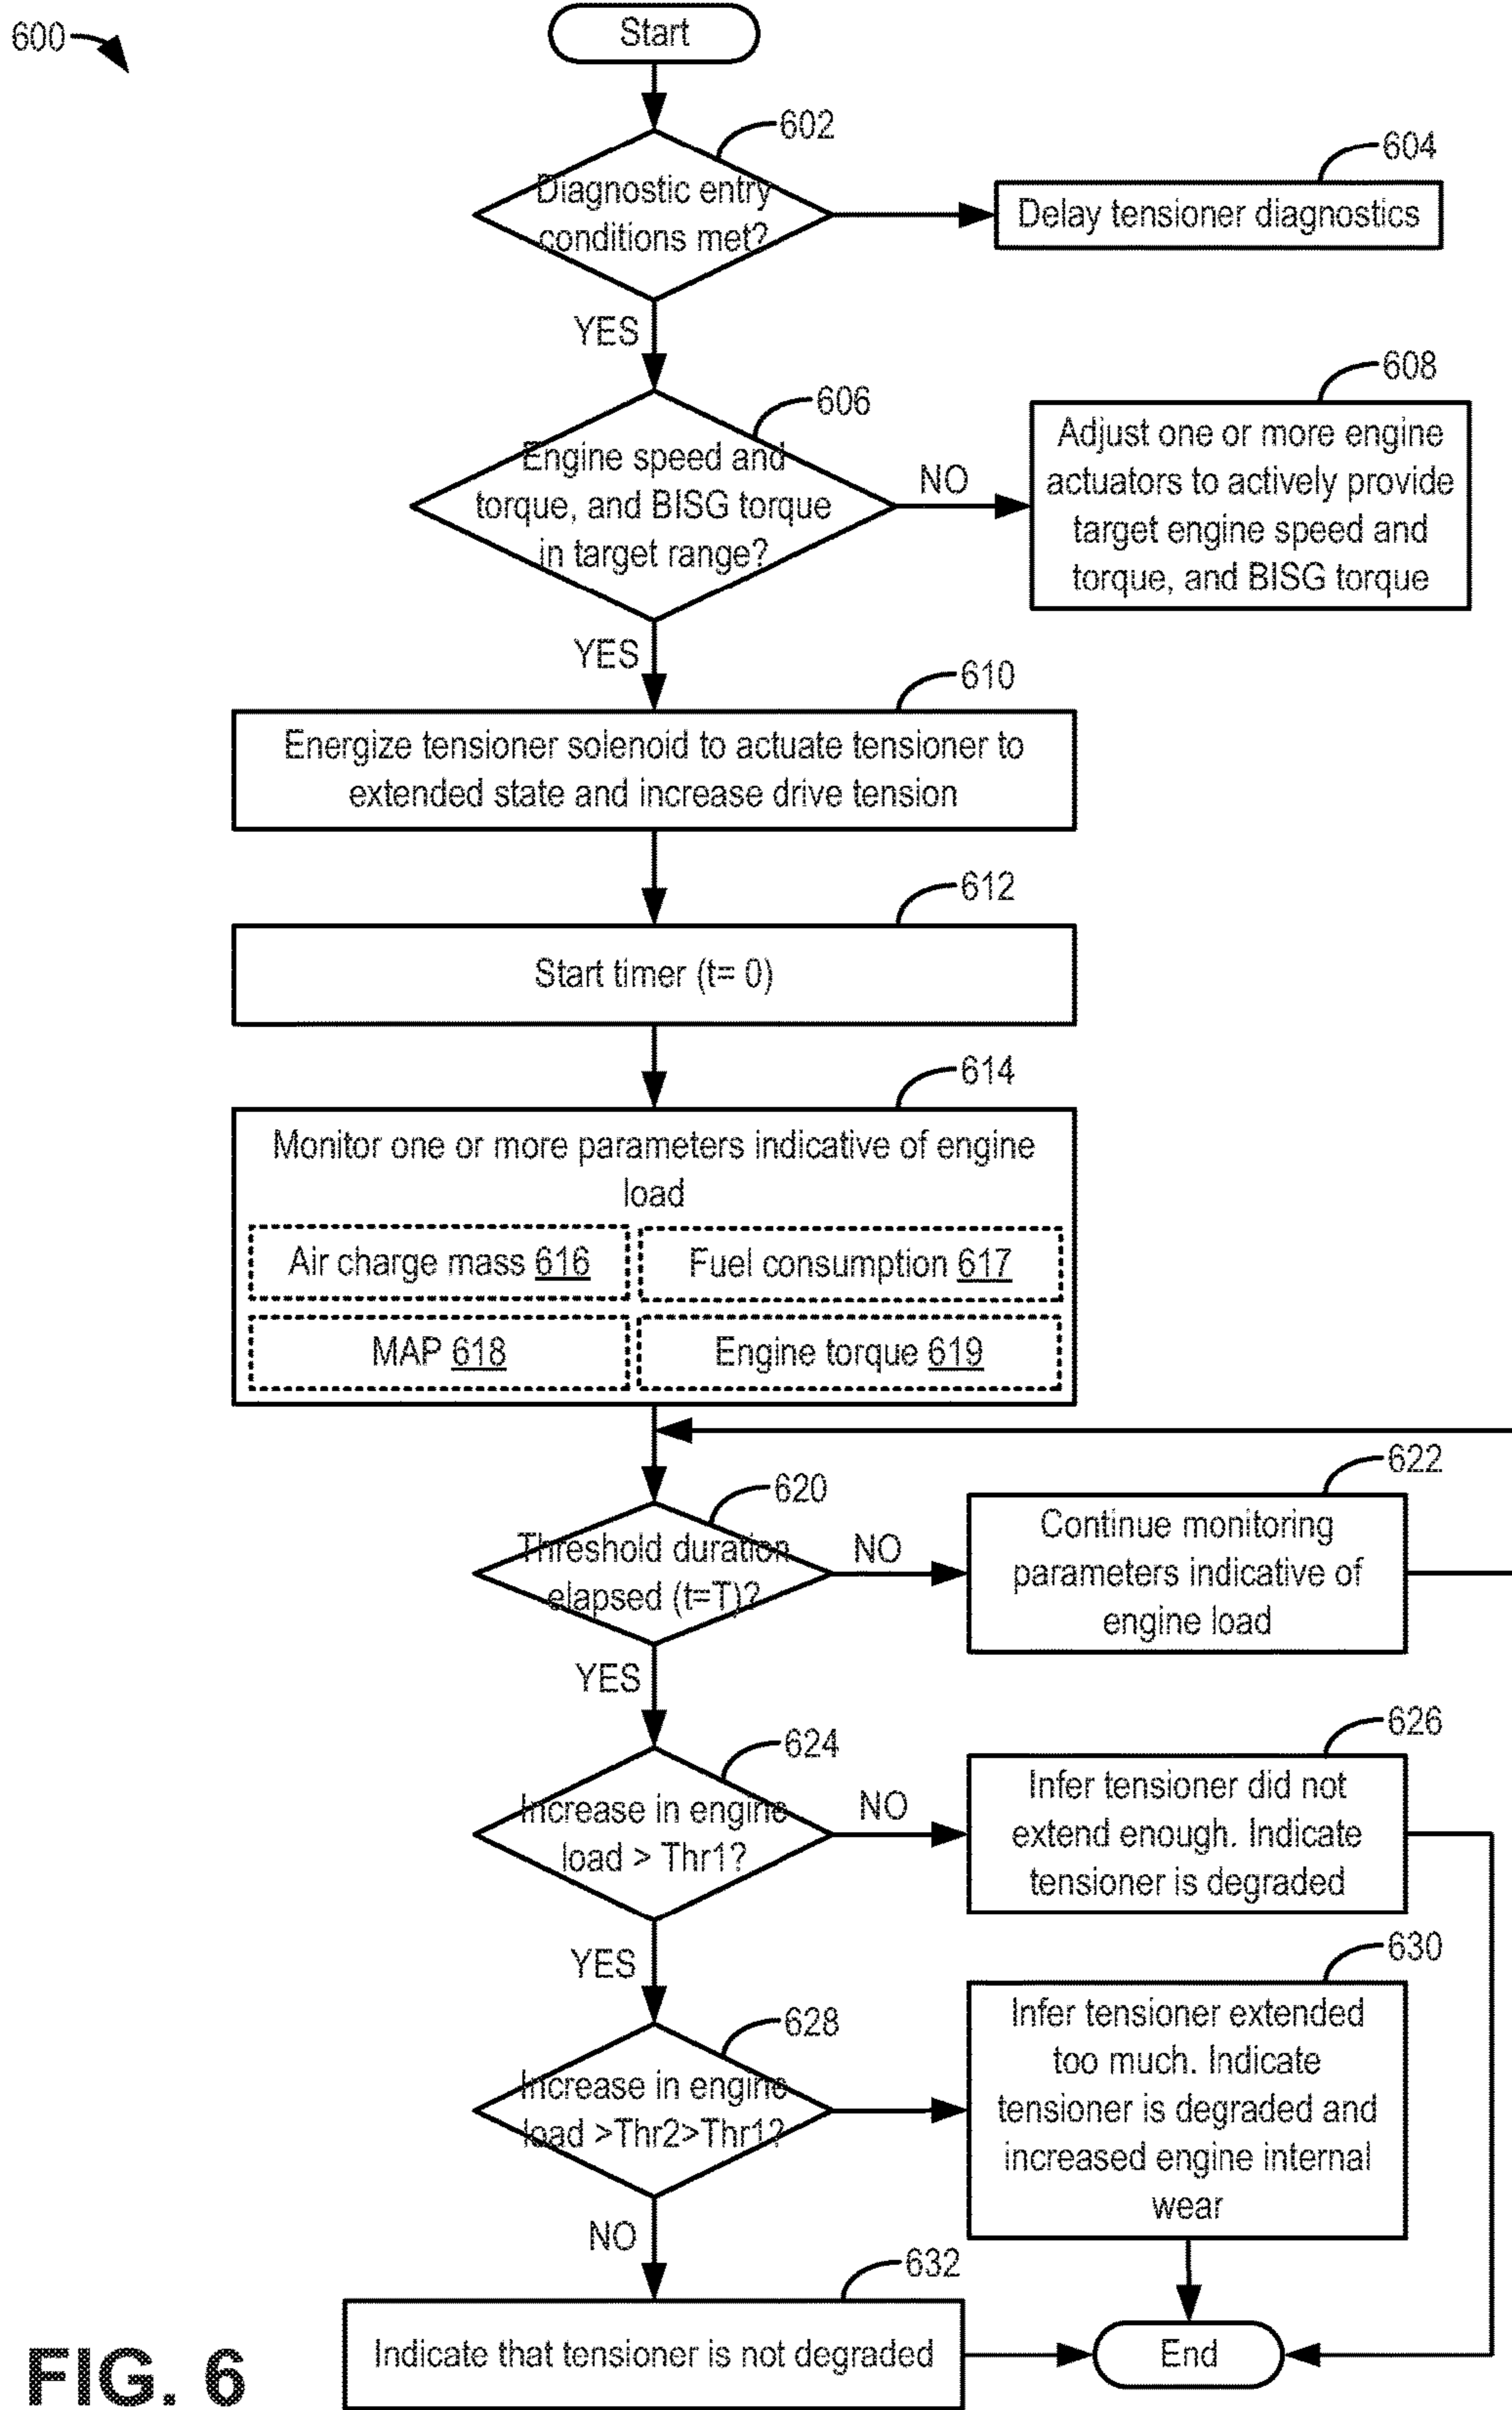 600
Start
602
Diagnostic entry
conditions met?
604
Delay tensioner diagnostics
YES
606
Engine speed and
torque, and BISG torque
in target range?
NO
608
Adjust one or more engine
actuators to actively provide
target engine speed and
torque, and BISG torque
YES
610
Energize tensioner solenoid to actuate tensioner to
extended state and increase drive tension
612
Start timer (t= 0)
614
Monitor one or more parameters indicative of engine
load
Air charge mass 616
Fuel consumption 617
MAP 618
Engine torque 619
620
Threshold duration
elapsed (t=T)?
NO
622
Continue monitoring
parameters indicative of
engine load
YES
624
Increase in engine
load > Thr1?
NO
626
Infer tensioner did not
extend enough. Indicate
tensioner is degraded
YES
628
Increase in engine
load >Thr2>Thr1?
630
Infer tensioner extended
too much. Indicate
tensioner is degraded and
increased engine internal
wear
NO
632
Indicate that tensioner is not degraded
End
FIG. 6